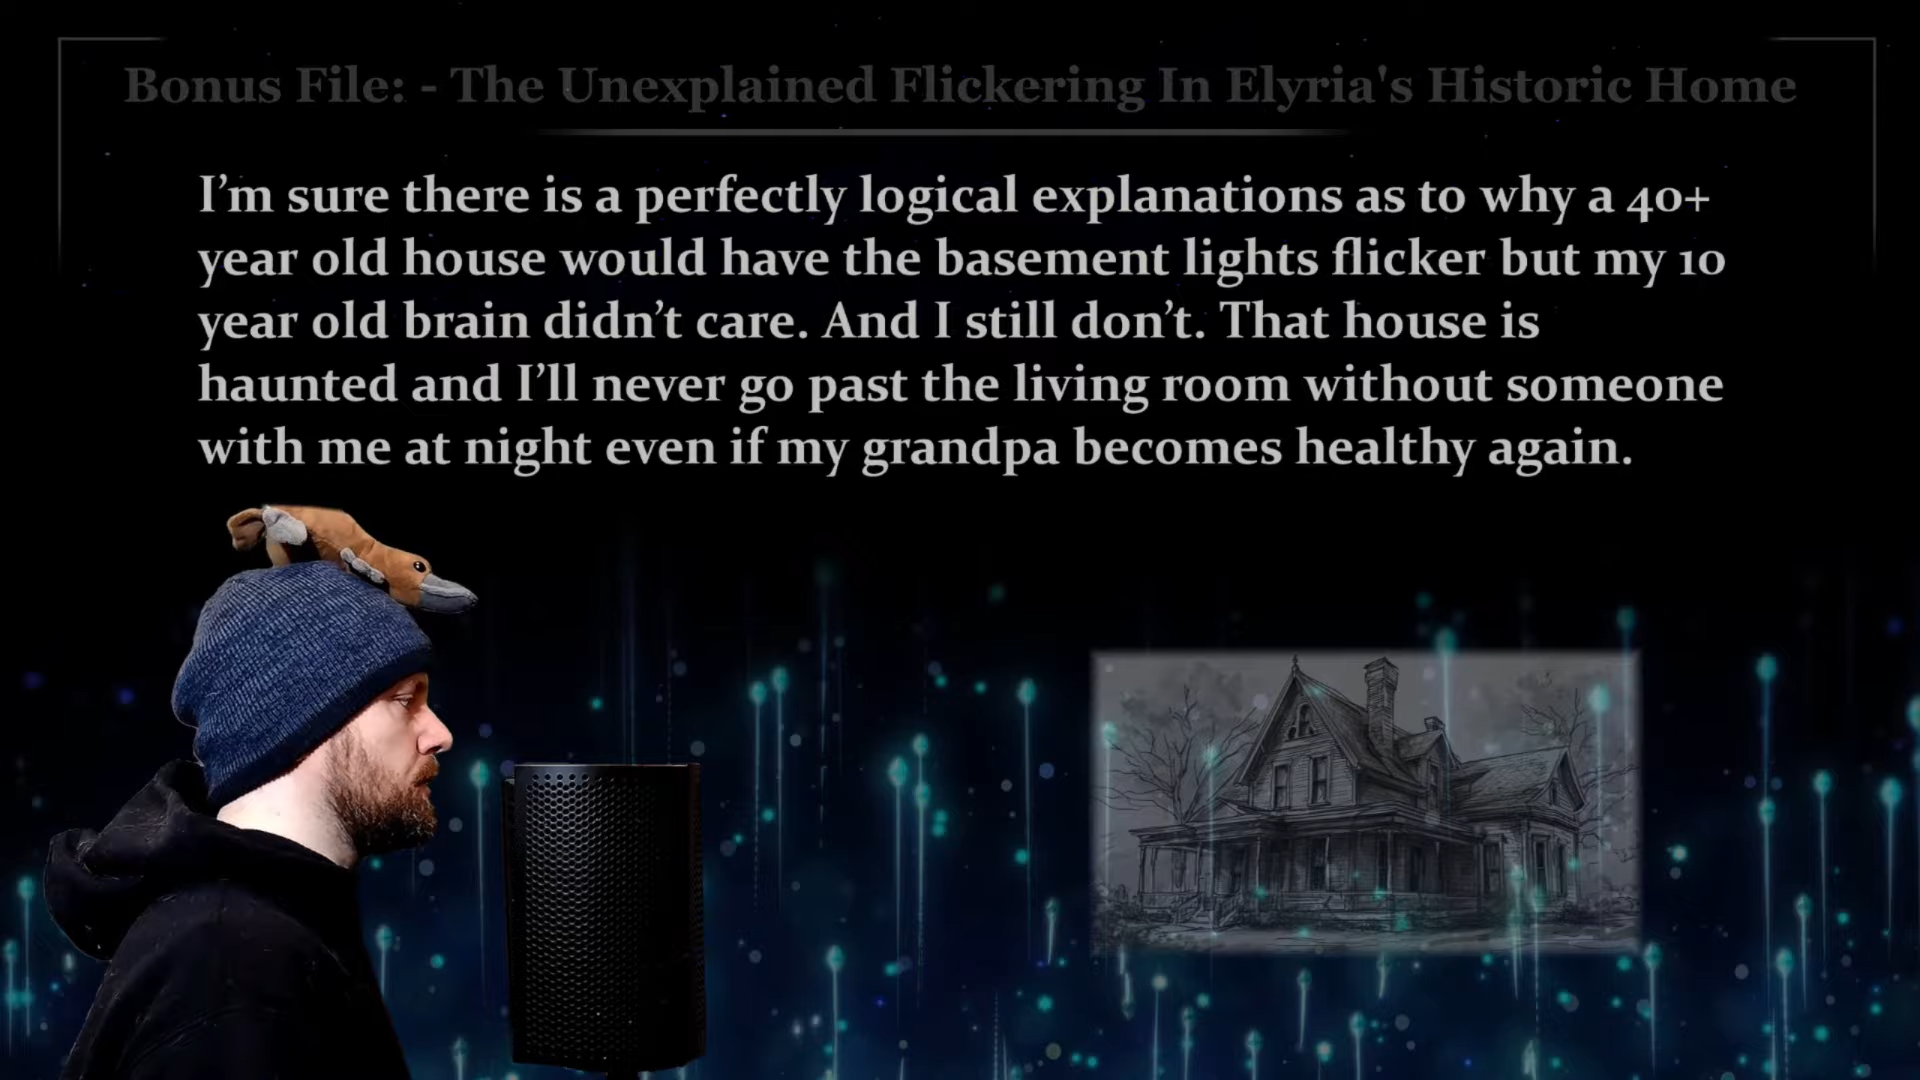 Bonus File: - The Unexplained Flickering In Elyria's Historic Home
I’m sure there is a perfectly logical explanations as to why a 40+
year old house would have the basement lights flicker but my 10
year old brain didn’t care. And I still don’t. That house is
haunted and I’ll never go past the living room without someone
with me at night even if my grandpa becomes healthy again.